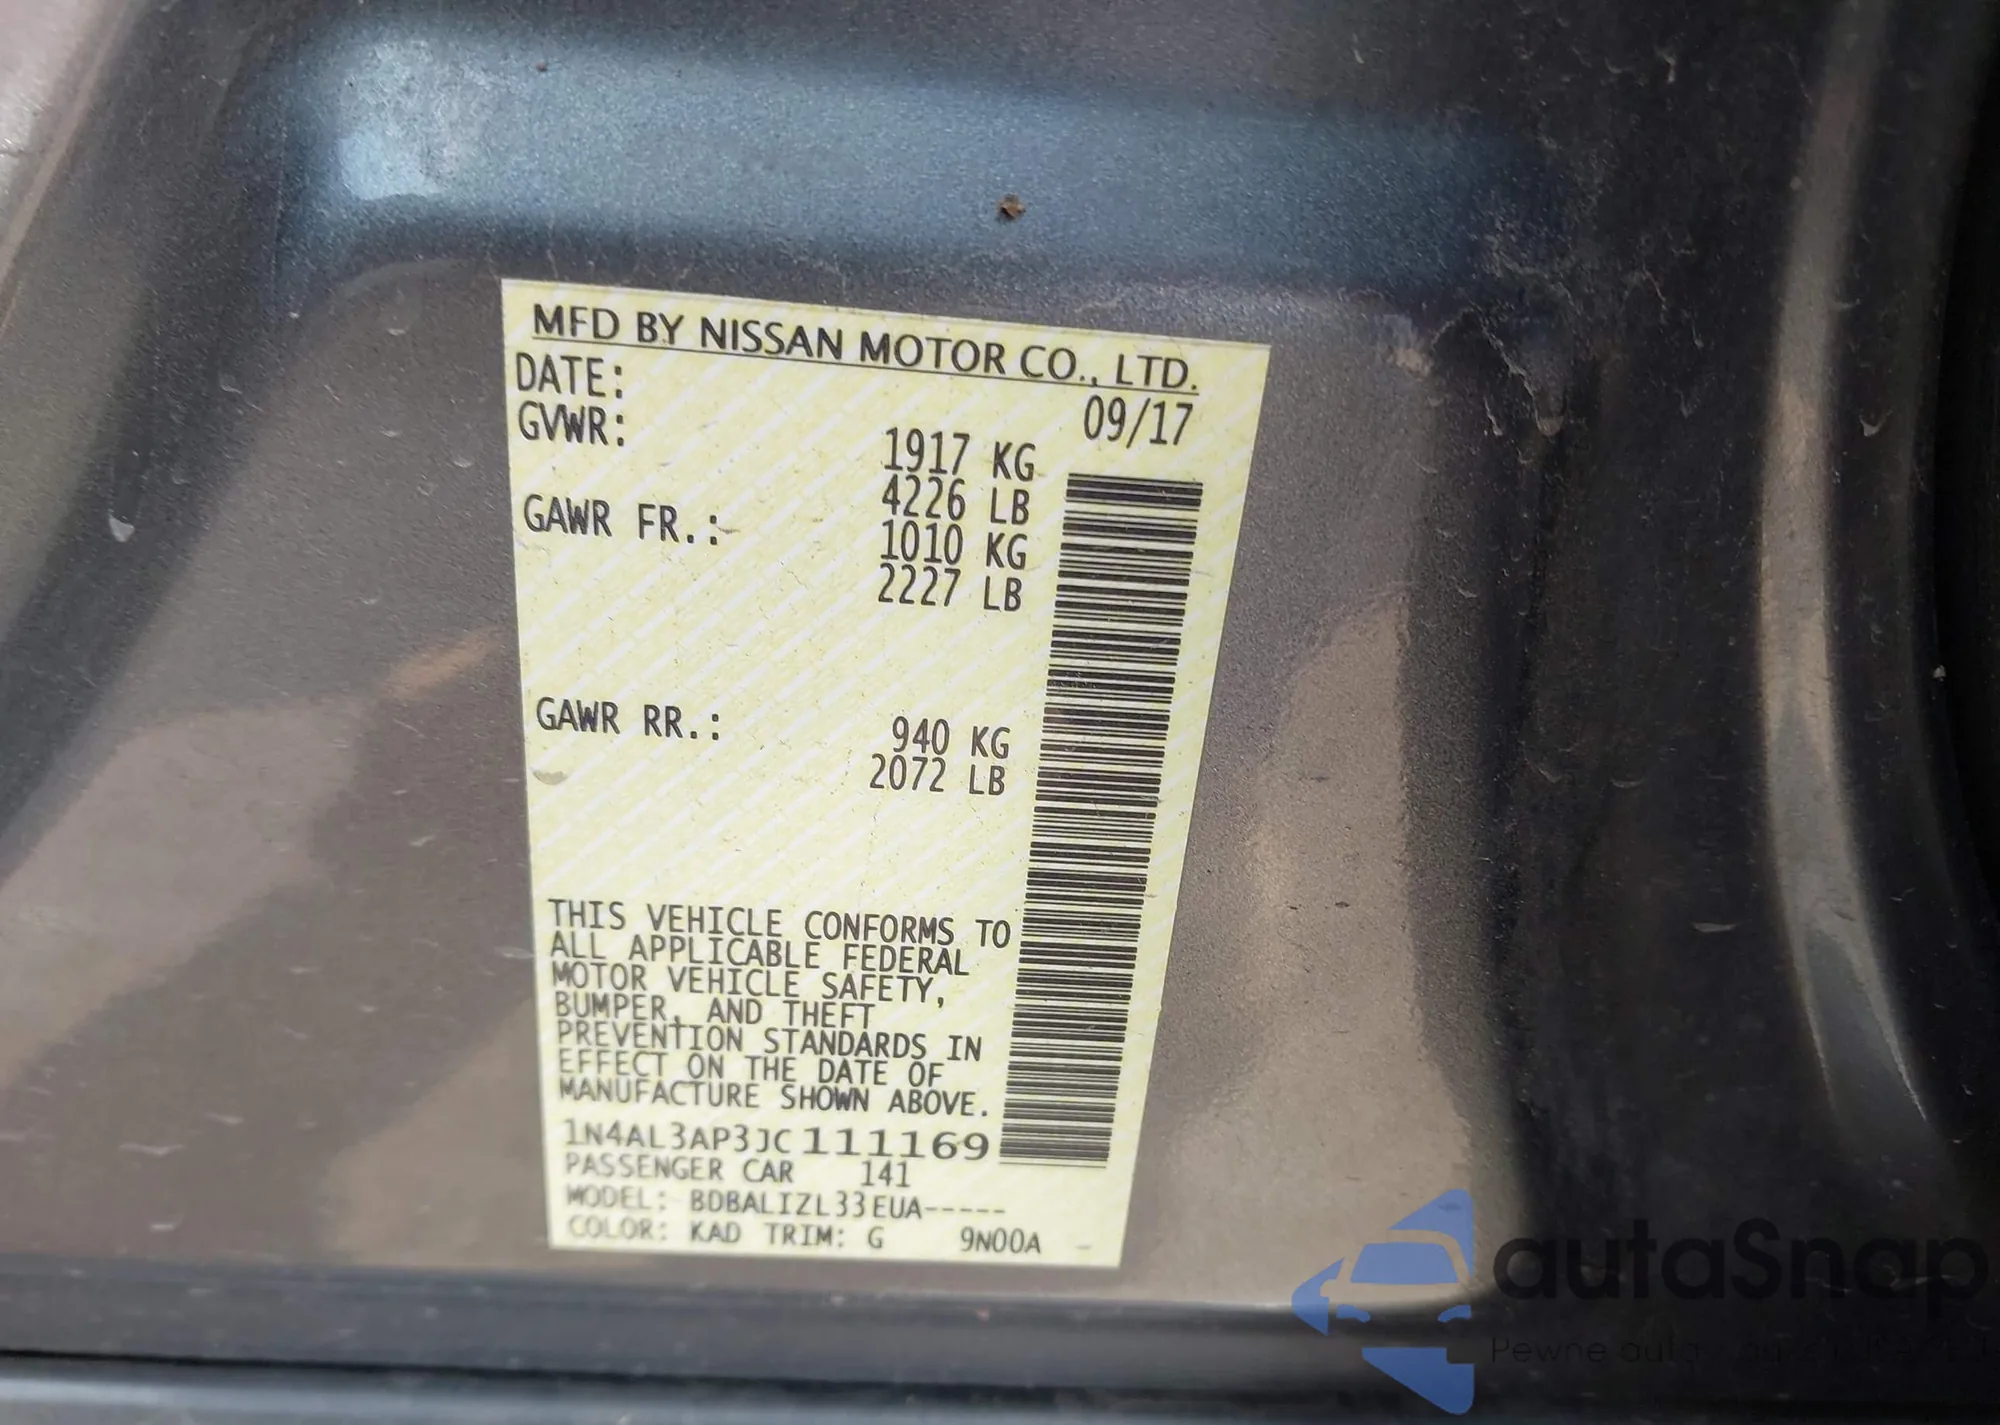 MFD BY NISSAN MOTOR CO., LTD.
DATE: 09/17
GVWR: 1917 KG
4226 LB
GAWR FR.: 1010 KG
2227 LB
GAWR RR.: 940 KG
2072 LB
THIS VEHICLE CONFORMS TO
ALL APPLICABLE FEDERAL
MOTOR VEHICLE SAFETY,
BUMPER, AND THEFT
PREVENTION STANDARDS IN
EFFECT ON THE DATE OF
MANUFACTURE SHOWN ABOVE.
1N4AL3AP3JC111169
PASSENGER CAR 141
MODEL: BDBALIZL33EUA-----
COLOR: KAD TRIM: G 9N00A -
autaSnap
Pewne auta